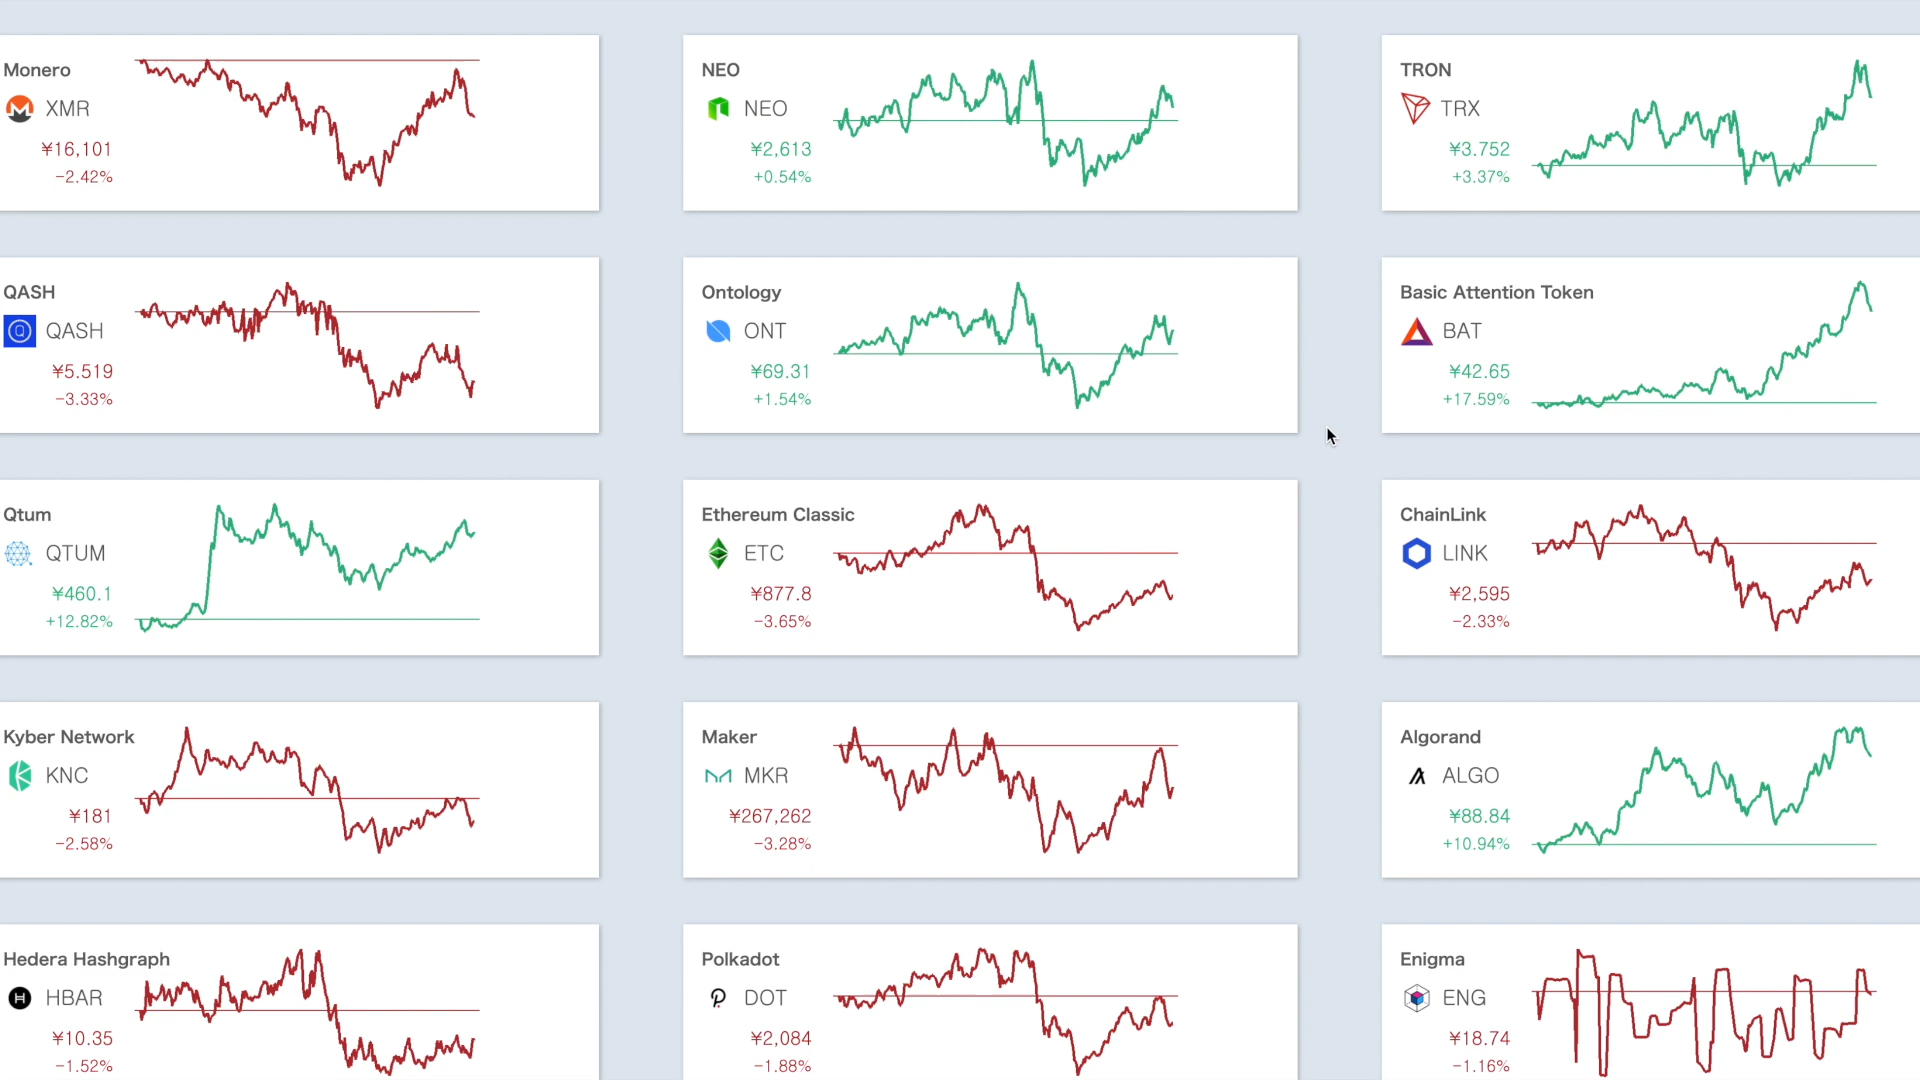 Monero
XMR
¥16,101
−2.42%
NEO
NEO
¥2,613
+0.54%
TRON
TRX
¥3.752
+3.37%
QASH
QASH
¥5.519
−3.33%
Ontology
ONT
¥69.31
+1.54%
Basic Attention Token
BAT
¥42.65
+17.59%
Qtum
QTUM
¥460.1
+12.82%
Ethereum Classic
ETC
¥877.8
−3.65%
ChainLink
LINK
¥2,595
−2.33%
Kyber Network
KNC
¥181
−2.58%
Maker
MKR
¥267,262
−3.28%
Algorand
ALGO
¥88.84
+10.94%
Hedera Hashgraph
HBAR
¥10.35
−1.52%
Polkadot
DOT
¥2,084
−1.88%
Enigma
ENG
¥18.74
−1.16%